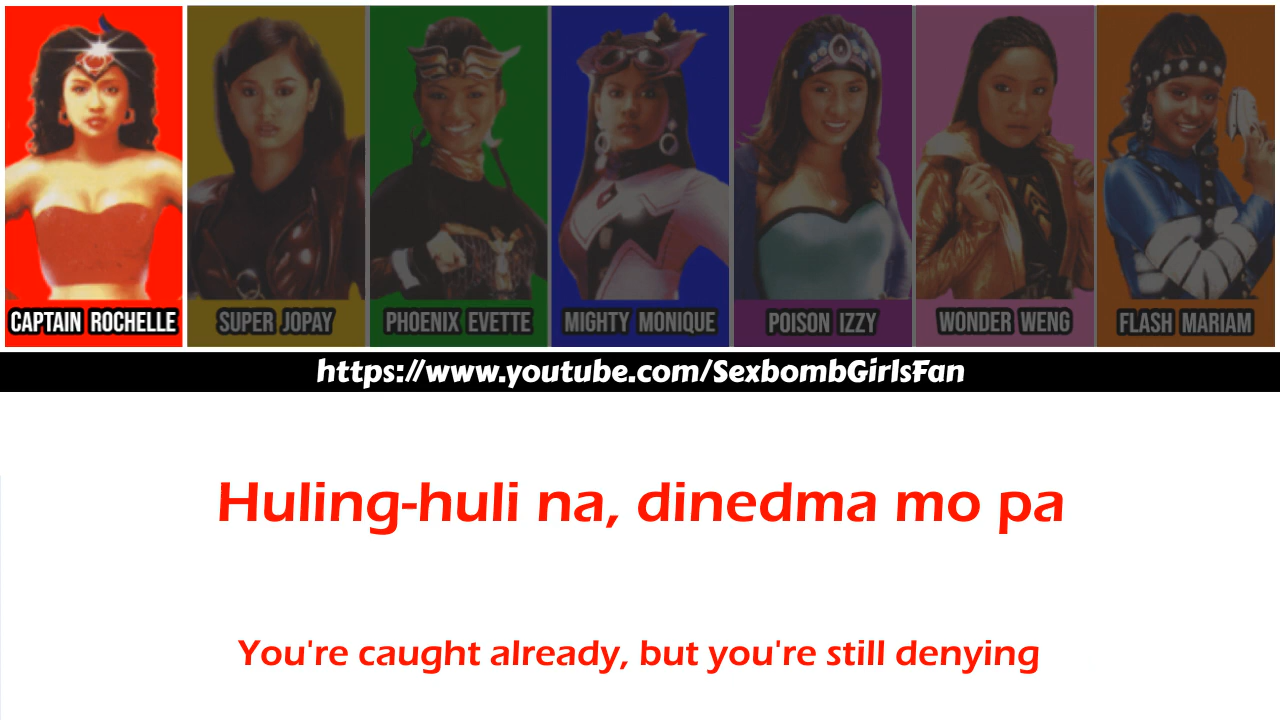 CAPTAIN ROCHELLE SUPER JOPAY PHOENIX EVETTE MIGHTY MONIQUE POISON IZZY WONDER WENG FLASH MARIAM
https://www.youtube.com/SexbombGirlsFan
Huling-huli na, dinedma mo pa
You're caught already, but you're still denying